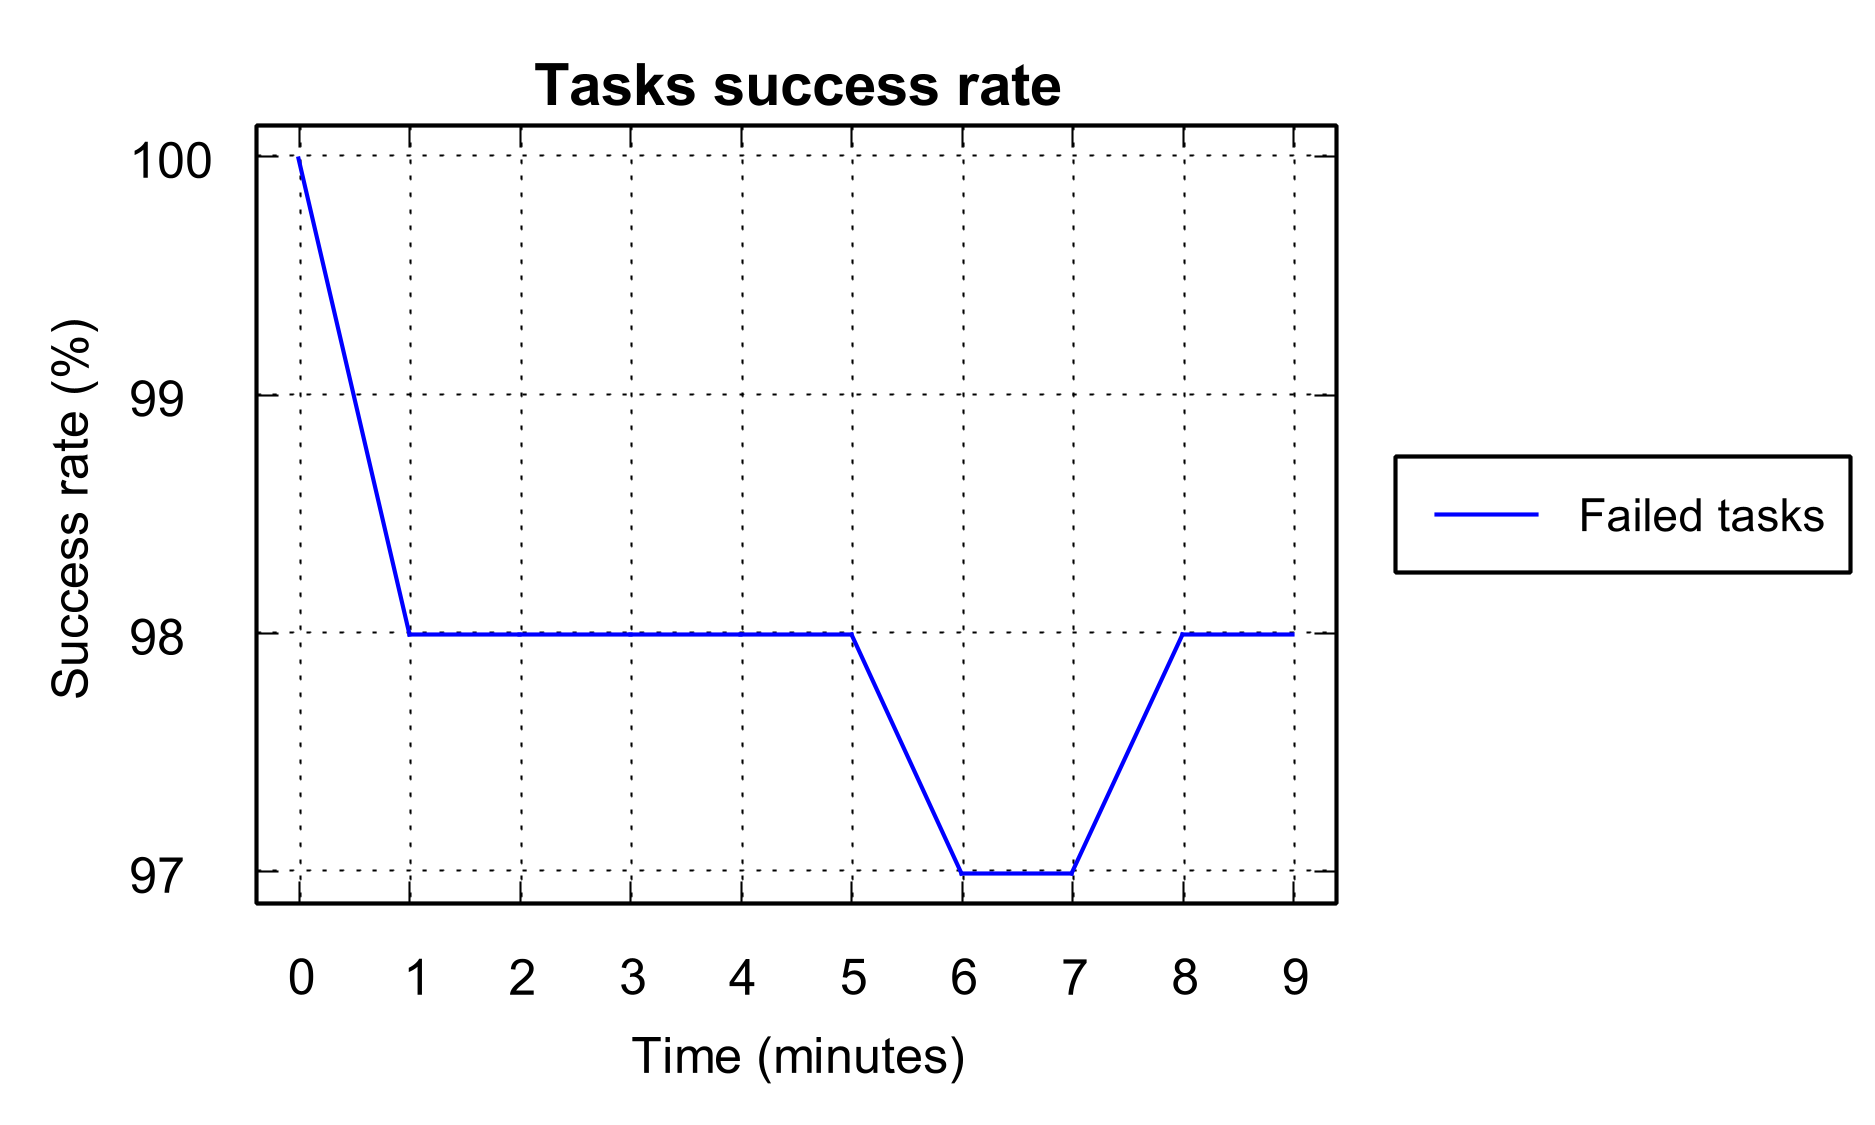 Tasks success rate
100
99
98
97
Success rate (%)
0 1 2 3 4 5 6 7 8 9
Time (minutes)
Failed tasks